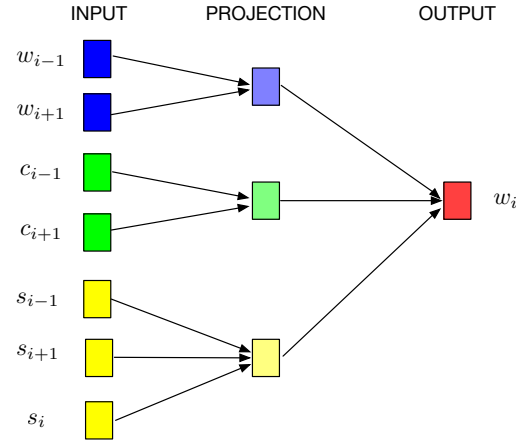 INPUT PROJECTION OUTPUT
w_{i-1}
w_{i+1}
c_{i-1}
w_i
c_{i+1}
s_{i-1}
s_{i+1}
s_i